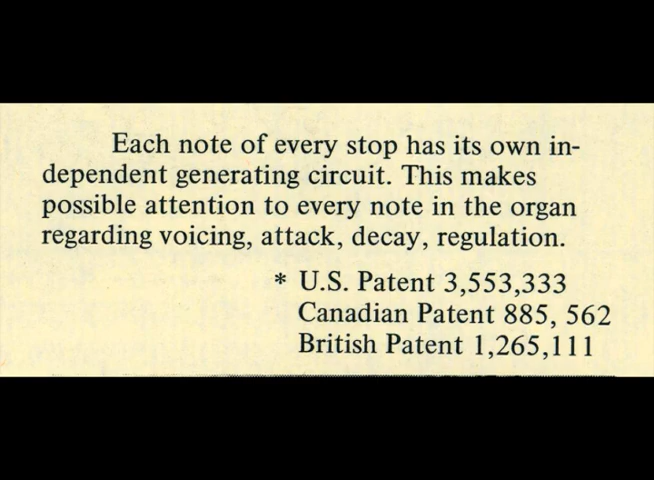 Each note of every stop has its own in-
dependent generating circuit. This makes
possible attention to every note in the organ
regarding voicing, attack, decay, regulation.
* U.S. Patent 3,553,333
Canadian Patent 885, 562
British Patent 1,265,111